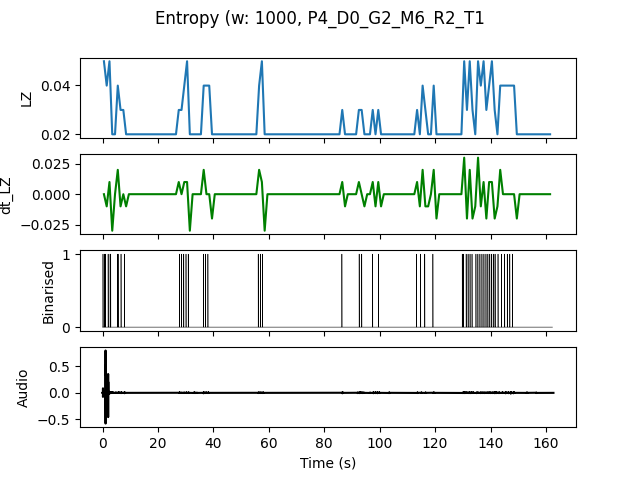 Entropy (w: 1000, P4_D0_G2_M6_R2_T1
LZ
0.04
0.02
dt_LZ
0.025
0.000
−0.025
Binarised
1
0
Audio
0.5
0.0
−0.5
0 20 40 60 80 100 120 140 160
Time (s)